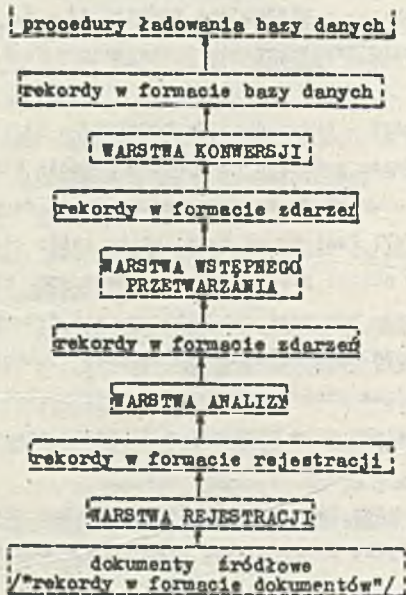 procedury ładowania bazy danych
rekordy w formacie bazy danych
WARSTWA KONWERSJI
rekordy w formacie zdarzeń
WARSTWA WSTĘPNEGO
PRZETWARZANIA
rekordy w formacie zdarzeń
WARSTWA ANALIZY
rekordy w formacie rejestracji
WARSTWA REJESTRACJI
dokumenty źródłowe
/"rekordy w formacie dokumentów"/